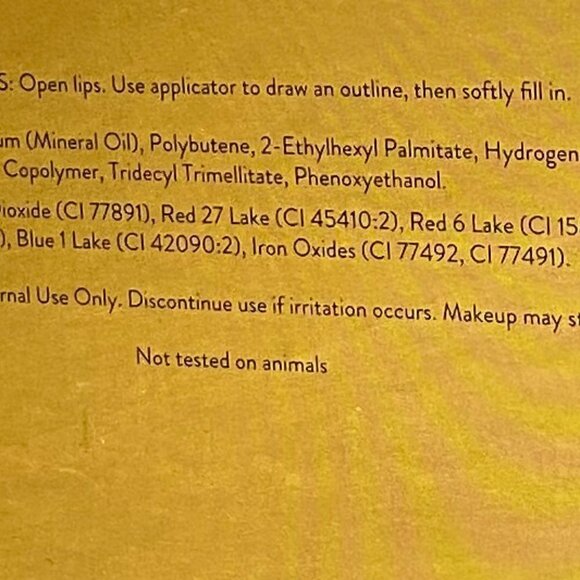 S: Open lips. Use applicator to draw an outline, then softly fill in.
um (Mineral Oil), Polybutene, 2-Ethylhexyl Palmitate, Hydrogen
Copolymer, Tridecyl Trimellitate, Phenoxyethanol.
ioxide (CI 77891), Red 27 Lake (CI 45410:2), Red 6 Lake (CI 15
), Blue 1 Lake (CI 42090:2), Iron Oxides (CI 77492, CI 77491).
rnal Use Only. Discontinue use if irritation occurs. Makeup may st
Not tested on animals